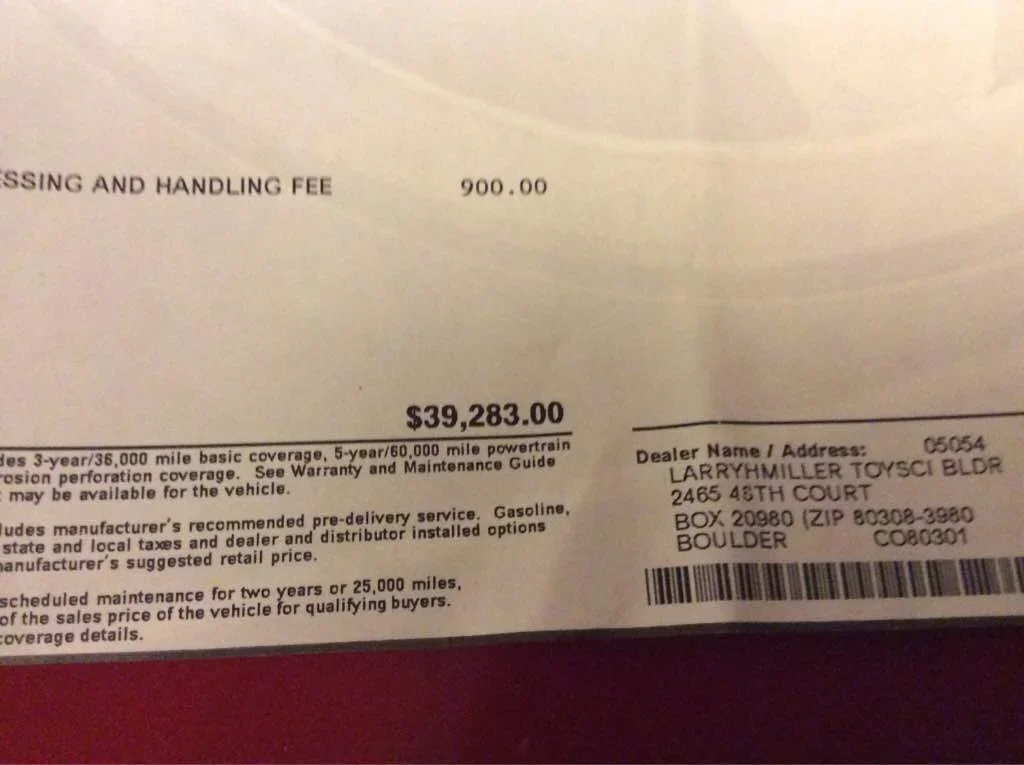 ESSING AND HANDLING FEE 900.00
$39,283.00
des 3-year/36,000 mile basic coverage, 5-year/60,000 mile powertrain
rosion perforation coverage. See Warranty and Maintenance Guide
may be available for the vehicle.
ludes manufacturer's recommended pre-delivery service. Gasoline,
state and local taxes and dealer and distributor installed options
anufacturer's suggested retail price.
scheduled maintenance for two years or 25,000 miles,
of the sales price of the vehicle for qualifying buyers.
coverage details.
Dealer Name / Address: 05054
LARRYHMILLER TOYSCI BLDR
2465 48TH COURT
BOX 20980 (ZIP 80308-3980
BOULDER CO80301